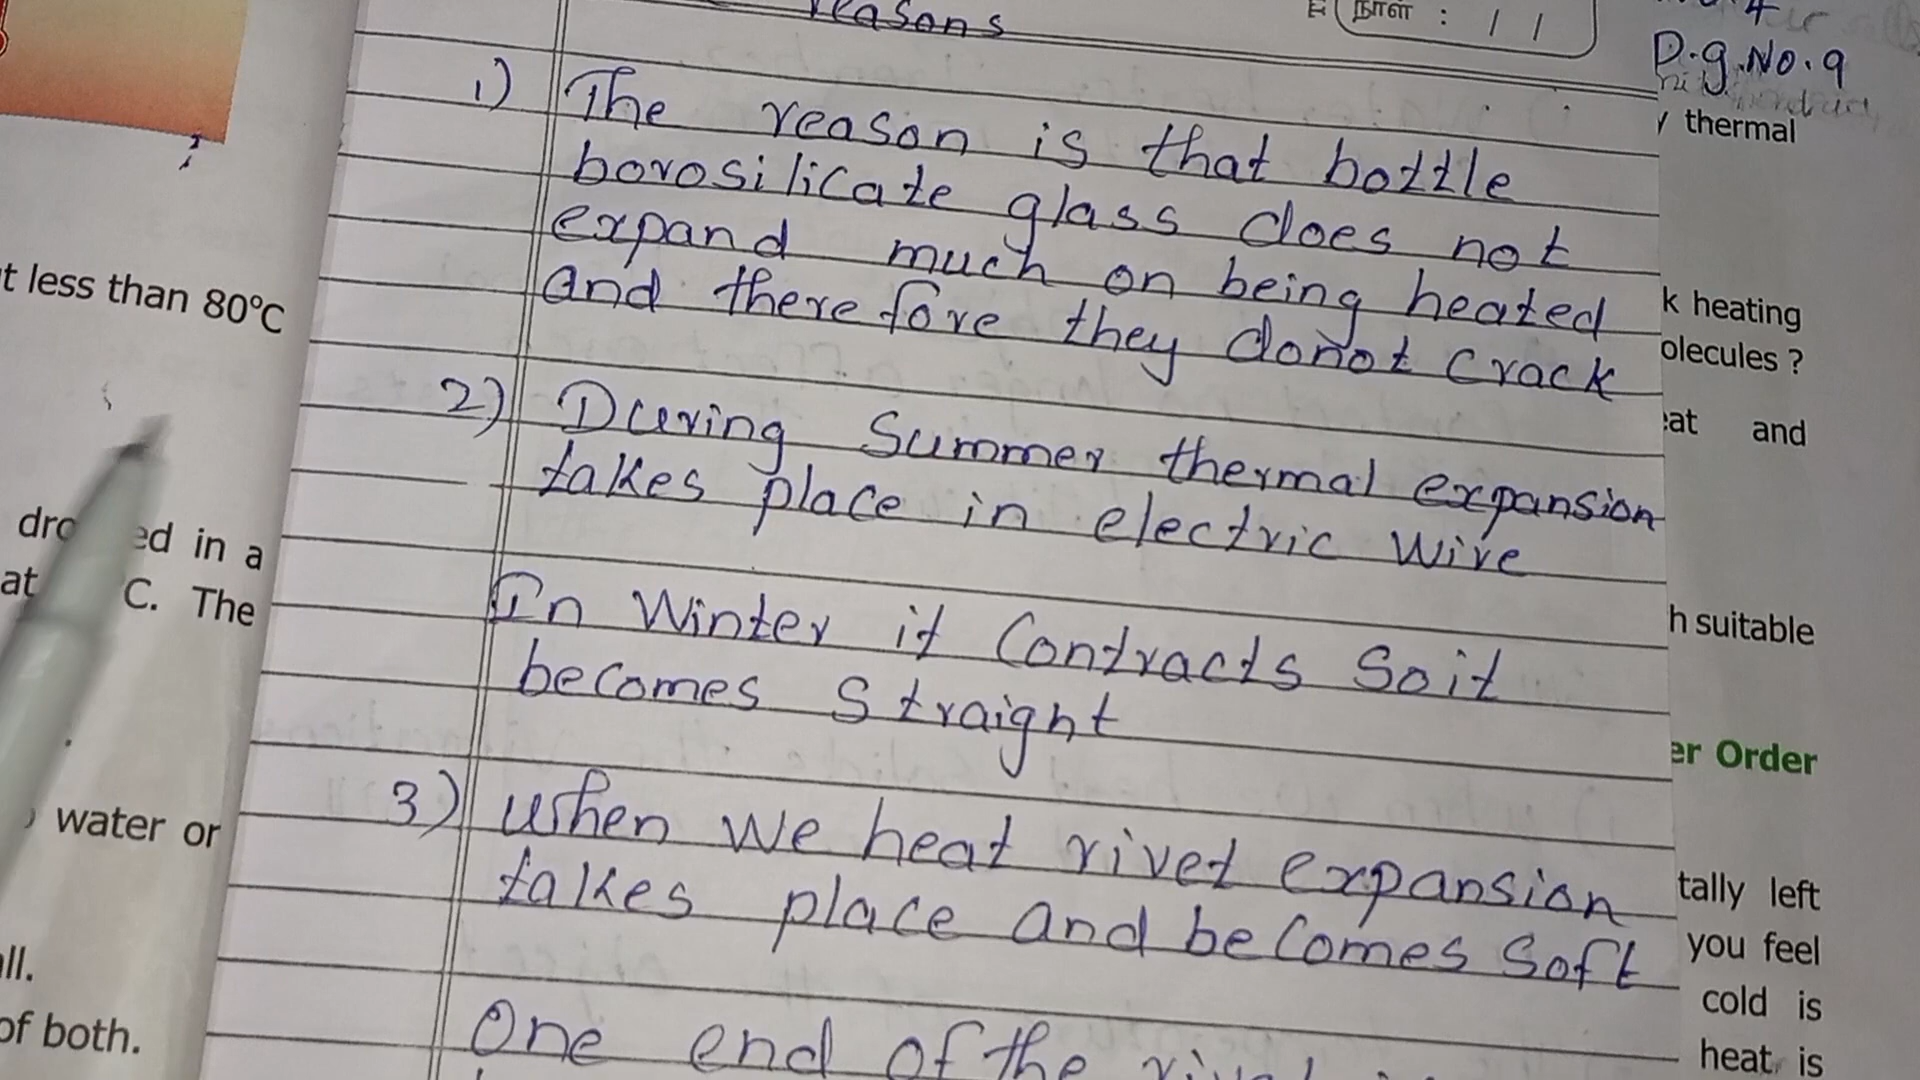 reasons
நாள் : / /
P.g.No.9
1) The reason is that bottle
borosilicate glass does not
expand much on being heated
and therefore they donot crack
2) During Summer thermal expansion
takes place in electric wire
In Winter it Contracts So it
becomes Straight
3) When we heat rivet expansion
takes place and becomes Soft
One end of the
t less than 80°C
ed in a
at C. The
water or
ll.
of both.
thermal
k heating
olecules ?
eat and
h suitable
er Order
tally left
you feel
cold is
heat is